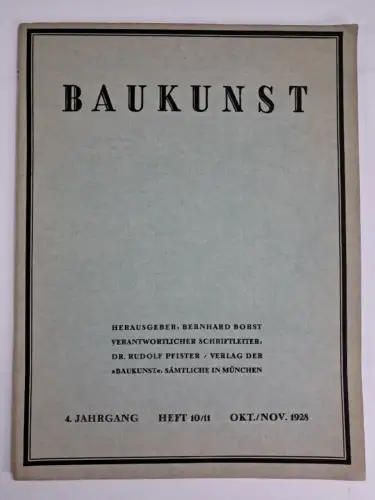 BAUKUNST
HERAUSGEBER: BERNHARD BORST
VERANTWORTLICHER SCHRIFTLEITER:
DR. RUDOLF PFISTER / VERLAG DER
»BAUKUNST«, SÄMTLICHE IN MÜNCHEN
4. JAHRGANG HEFT 10/11 OKT./NOV. 1928